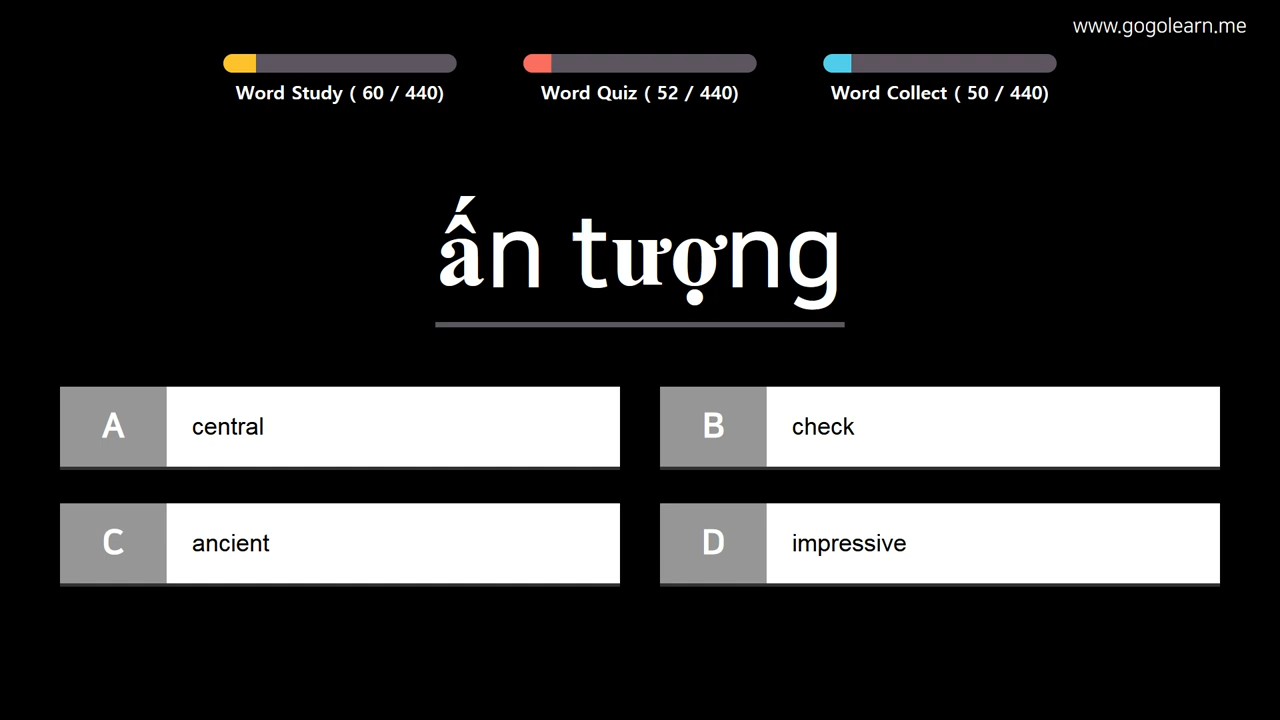 www.gogolearn.me
Word Study ( 60 / 440)
Word Quiz ( 52 / 440)
Word Collect ( 50 / 440)
ấn tượng
A central
B check
C ancient
D impressive